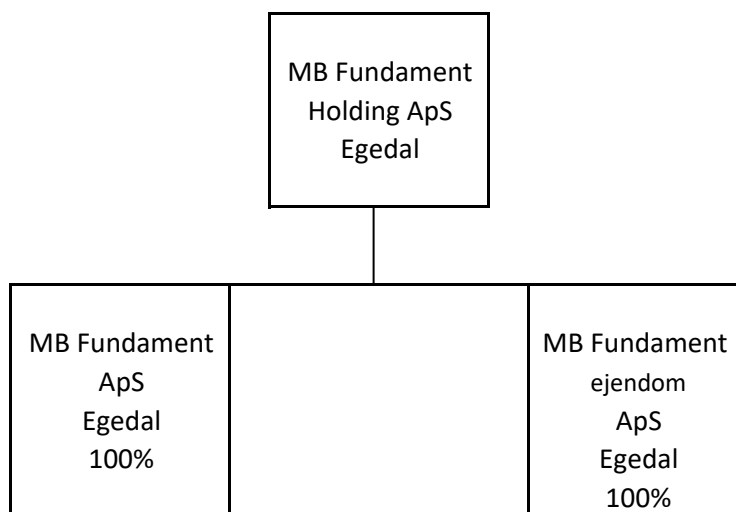 MB Fundament
Holding ApS
Egedal
MB Fundament
ApS
Egedal
100%
MB Fundament
ejendom
ApS
Egedal
100%